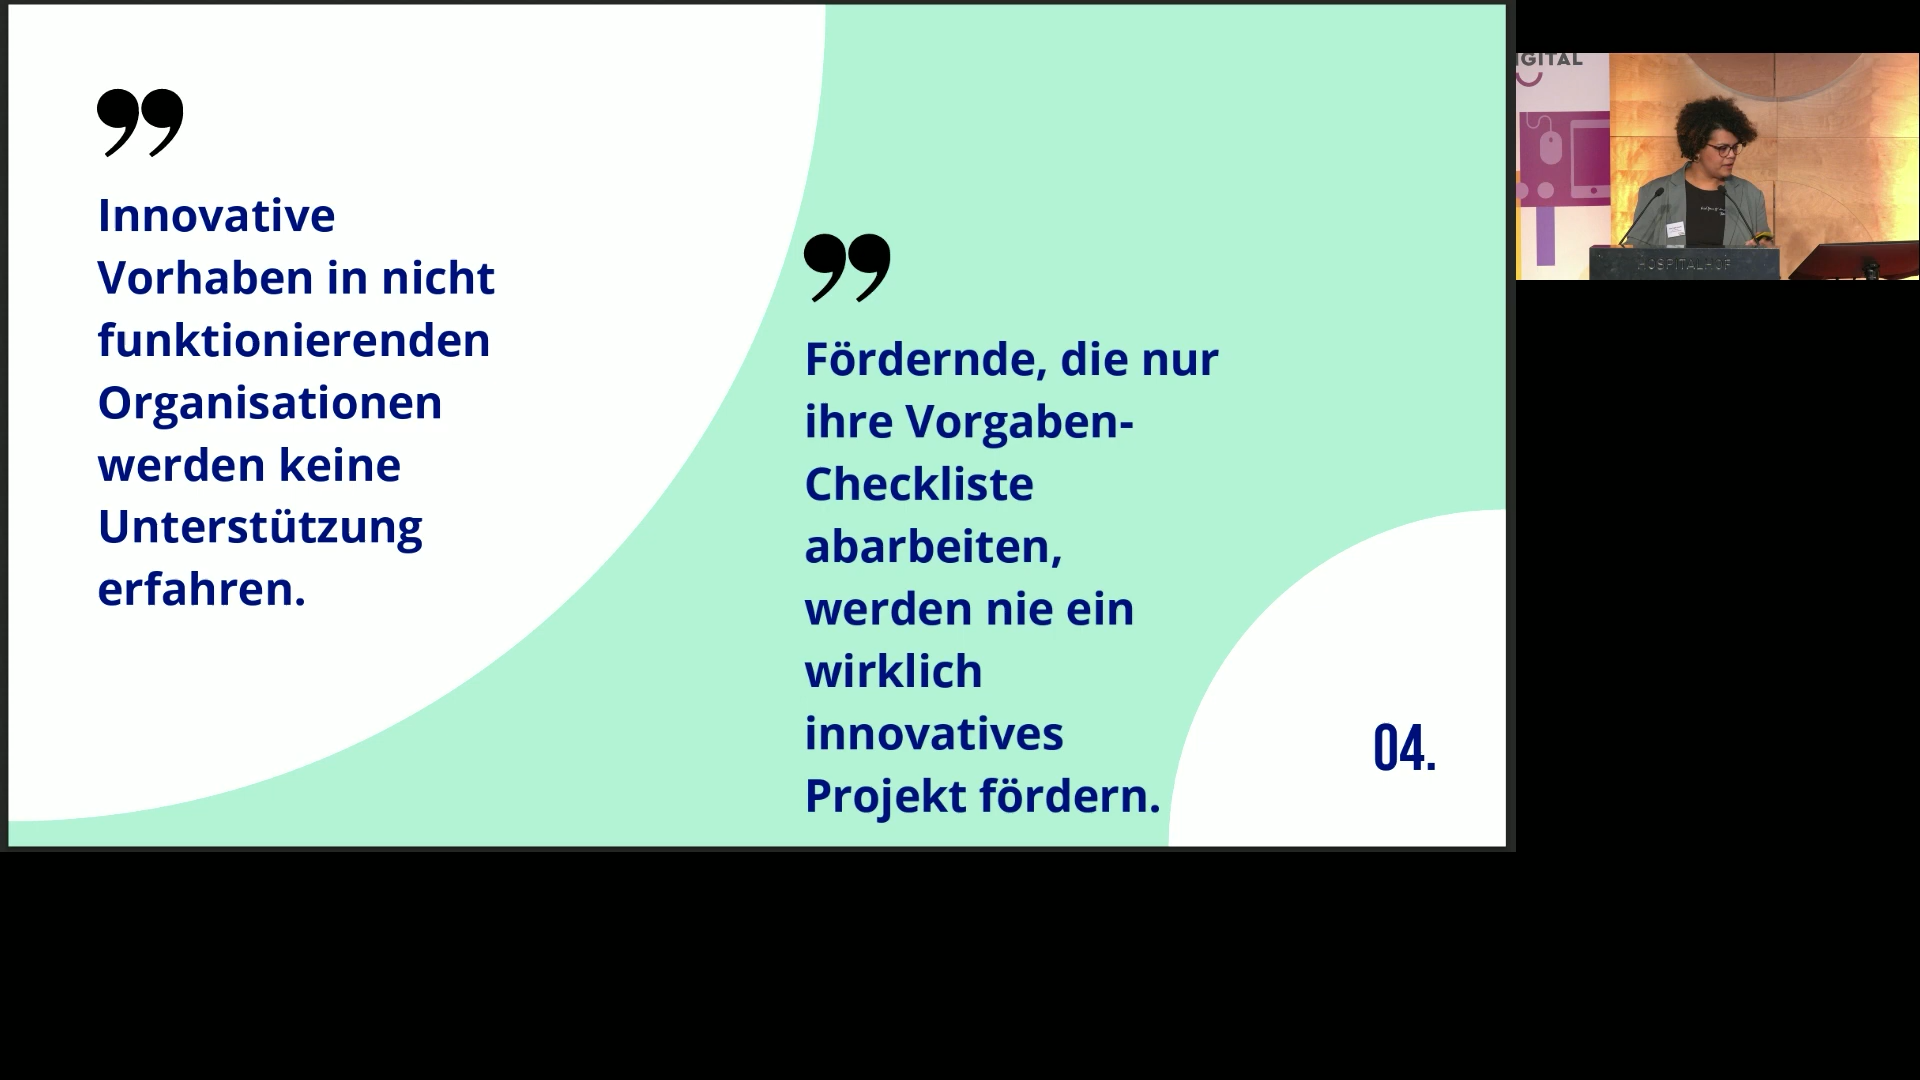 Innovative
Vorhaben in nicht
funktionierenden
Organisationen
werden keine
Unterstützung
erfahren.
Fördernde, die nur
ihre Vorgaben-
Checkliste
abarbeiten,
werden nie ein
wirklich
innovatives
Projekt fördern.
04.
IGITAL
HOSPITALHOF